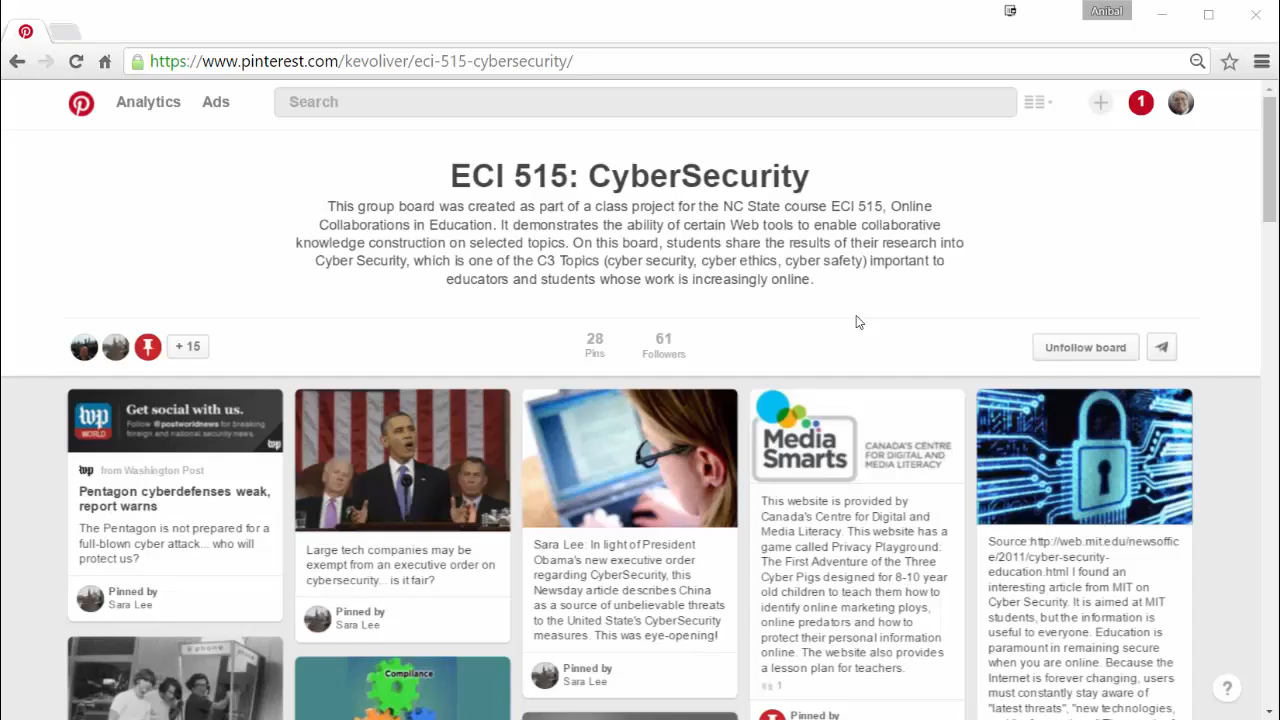 Anibal
https://www.pinterest.com/kevoliver/eci-515-cybersecurity/
Analytics
Ads
Search
1
ECI 515: CyberSecurity
This group board was created as part of a class project for the NC State course ECI 515, Online
Collaborations in Education. It demonstrates the ability of certain Web tools to enable collaborative
knowledge construction on selected topics. On this board, students share the results of their research into
Cyber Security, which is one of the C3 Topics (cyber security, cyber ethics, cyber safety) important to
educators and students whose work is increasingly online.
+ 15
28
Pins
61
Followers
Unfollow board
wp
WORLD
Get social with us.
Follow @postworldnews for breaking
foreign and national security news.
wp
wp from Washington Post
Pentagon cyberdefenses weak,
report warns
The Pentagon is not prepared for a
full-blown cyber attack... who will
protect us?
Pinned by
Sara Lee
phone
Large tech companies may be
exempt from an executive order on
cybersecurity... is it fair?
Pinned by
Sara Lee
Compliance
Sara Lee: In light of President
Obama's new executive order
regarding CyberSecurity, this
Newsday article describes China
as a source of unbelievable threats
to the United State's CyberSecurity
measures. This was eye-opening!
Pinned by
Sara Lee
Media
Smarts
CANADA'S CENTRE
FOR DIGITAL AND
MEDIA LITERACY
This website is provided by
Canada's Centre for Digital and
Media Literacy. This website has a
game called Privacy Playground.
The First Adventure of the Three
Cyber Pigs designed for 8-10 year
old children to teach them how to
identify online marketing ploys,
online predators and how to
protect their personal information
online. The website also provides
a lesson plan for teachers.
1
Pinned by
Source:http://web.mit.edu/newsoffic
e/2011/cyber-security-
education.html I found an
interesting article from MIT on
Cyber Security. It is aimed at MIT
students, but the information is
useful to everyone. Education is
paramount in remaining secure
when you are online. Because the
Internet is forever changing, users
must constantly stay aware of
"latest threats", "new technologies,
?